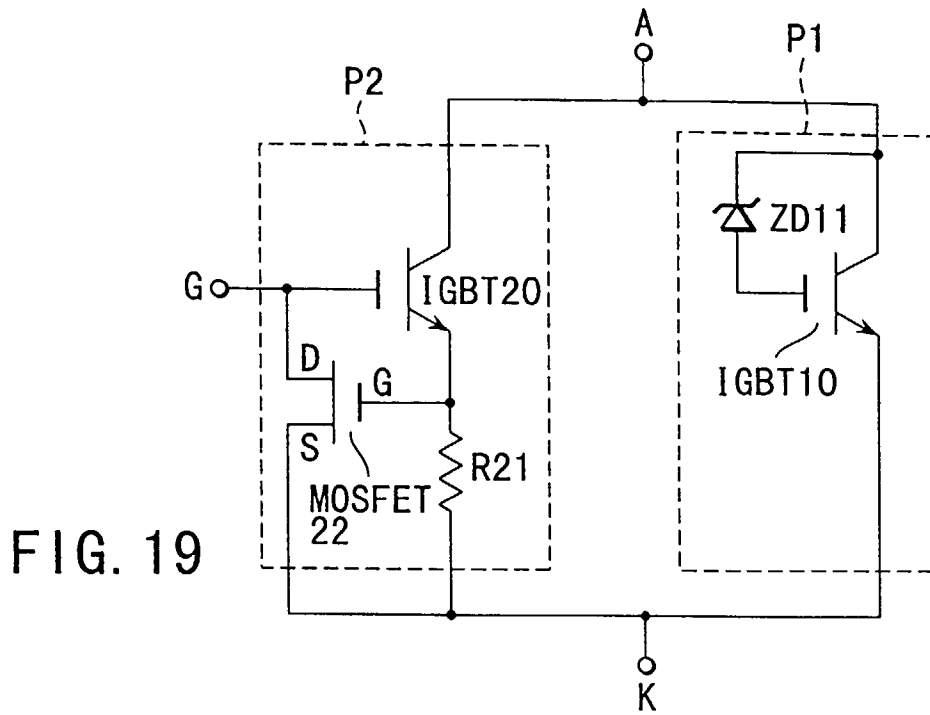 A
P1
P2
ZD11
G
IGBT20
D
G
IGBT10
S
R21
MOSFET
22
FIG. 19
K